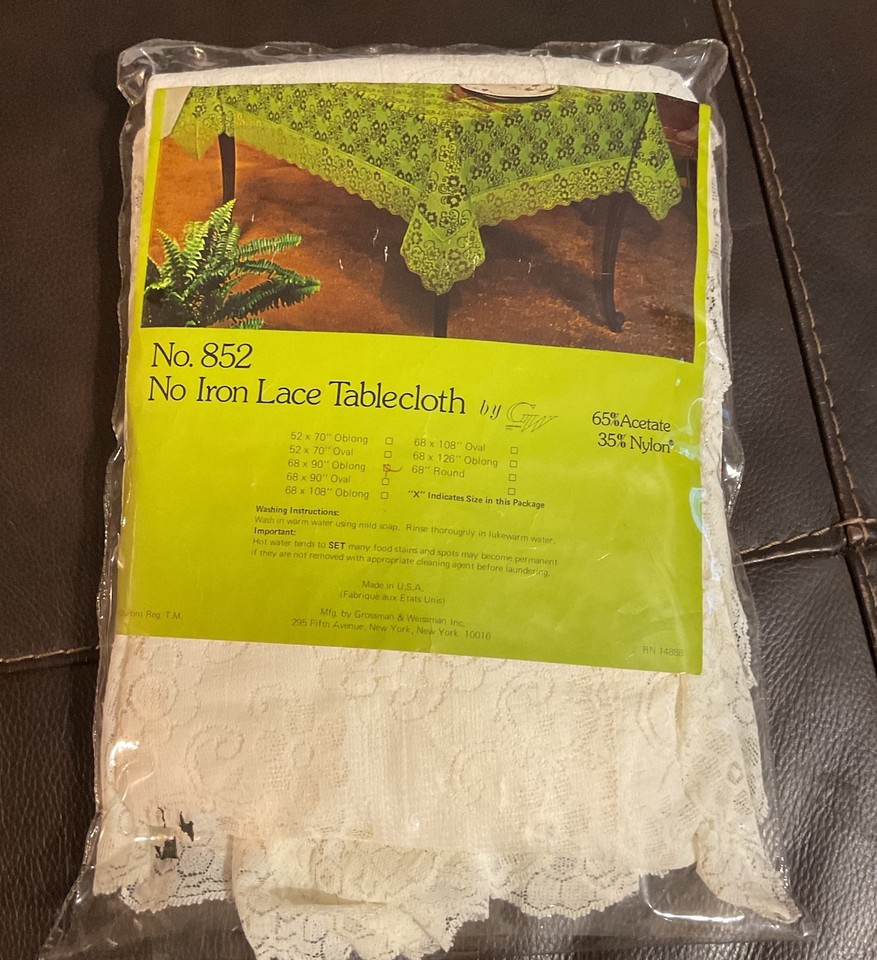 No. 852
No Iron Lace Tablecloth by GW
65% Acetate
35% Nylon®
52 x 70" Oblong □
52 x 70" Oval □
68 x 90" Oblong ☒
68 x 90" Oval □
68 x 108" Oblong □
68 x 108" Oval □
68 x 126" Oblong □
68" Round □
□
"X" Indicates Size in this Package
Washing Instructions:
Wash in warm water using mild soap. Rinse thoroughly in lukewarm water.
Important:
Hot water tends to SET many food stains and spots may become permanent
if they are not removed with appropriate cleaning agent before laundering.
Made in U.S.A.
(Fabriqué aux Etats Unis)
Mfg. by Grossman & Weissman Inc.
295 Fifth Avenue, New York, New York 10016
Reg. T.M.
RN